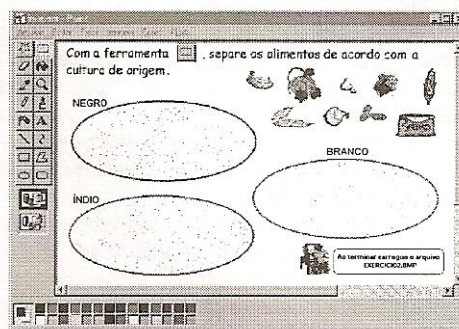 Com a ferramenta , separe os alimentos de acordo com a
cultura de origem.
NEGRO
BRANCO
ÍNDIO
Ao terminar carregue o arquivo
EXERCICIO2.BMP